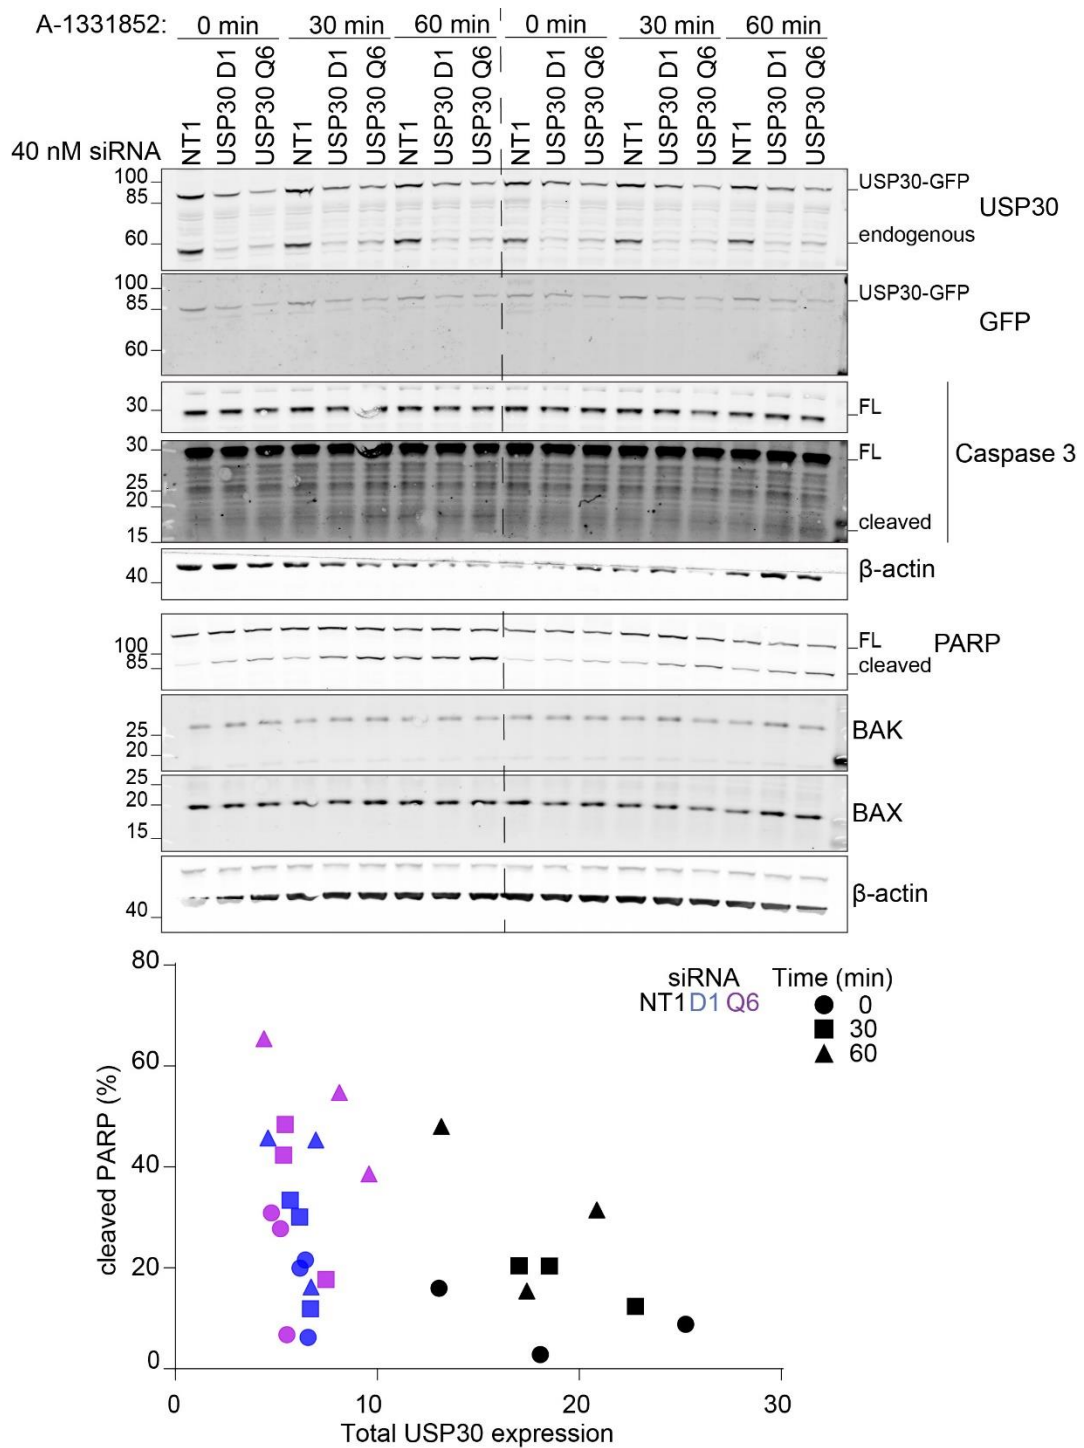 A-1331852: 0 min 30 min 60 min 0 min 30 min 60 min
40 nM siRNA NT1 USP30 D1 USP30 Q6 NT1 USP30 D1 USP30 Q6 NT1 USP30 D1 USP30 Q6 NT1 USP30 D1 USP30 Q6 NT1 USP30 D1 USP30 Q6 NT1 USP30 D1 USP30 Q6
100 USP30-GFP
85 USP30
60 endogenous
100 USP30-GFP
85 GFP
60
30 FL
Caspase 3
30 FL
25
20
15 cleaved
40 β-actin
100 FL PARP
85 cleaved
25 BAK
20
25
20 BAX
15
40 β-actin
80
siRNA Time (min)
NT1 D1 Q6 0
30
60
60
40
20
0
cleaved PARP (%)
0 10 20 30
Total USP30 expression